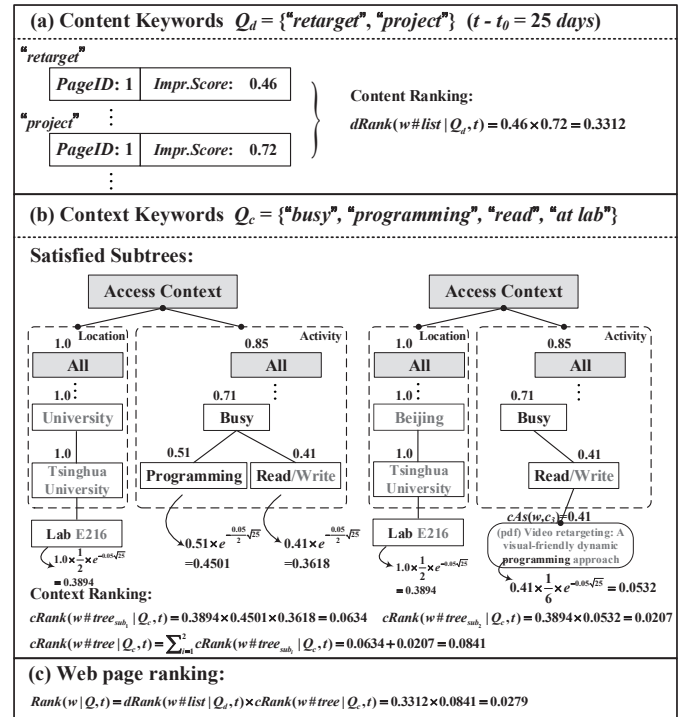 (a) Content Keywords Q_d = {"retarget", "project"} (t - t_0 = 25 days)
"retarget"
PageID: 1 Impr.Score: 0.46
⋮
"project"
PageID: 1 Impr.Score: 0.72
⋮
Content Ranking:
dRank(w#list|Q_d,t)=0.46×0.72=0.3312
(b) Context Keywords Q_c = {"busy", "programming", "read", "at lab"}
Satisfied Subtrees:
Access Context
Location
1.0
All
⋮
1.0
University
1.0
Tsinghua
University
Lab E216
1.0×1/2×e^{-0.05√25}
=0.3894
Activity
0.85
All
⋮
0.71
Busy
0.51
Programming
0.41
Read/Write
0.51×e^{-0.05/2√25}
=0.4501
0.41×e^{-0.05/2√25}
=0.3618
Access Context
Location
1.0
All
⋮
1.0
Beijing
1.0
Tsinghua
University
Lab E216
1.0×1/2×e^{-0.05√25}
=0.3894
Activity
0.85
All
⋮
0.71
Busy
0.41
Read/Write
cAs(w,c_3)=0.41
(pdf) Video retargeting: A
visual-friendly dynamic
programming approach
0.41×1/6×e^{-0.05√25}=0.0532
Context Ranking:
cRank(w#tree_{sub_1}|Q_c,t)=0.3894×0.4501×0.3618=0.0634
cRank(w#tree_{sub_2}|Q_c,t)=0.3894×0.0532=0.0207
cRank(w#tree|Q_c,t)=∑_{i=1}^{2}cRank(w#tree_{sub_i}|Q_c,t)=0.0634+0.0207=0.0841
(c) Web page ranking:
Rank(w|Q,t)=dRank(w#list|Q_d,t)×cRank(w#tree|Q_c,t)=0.3312×0.0841=0.0279